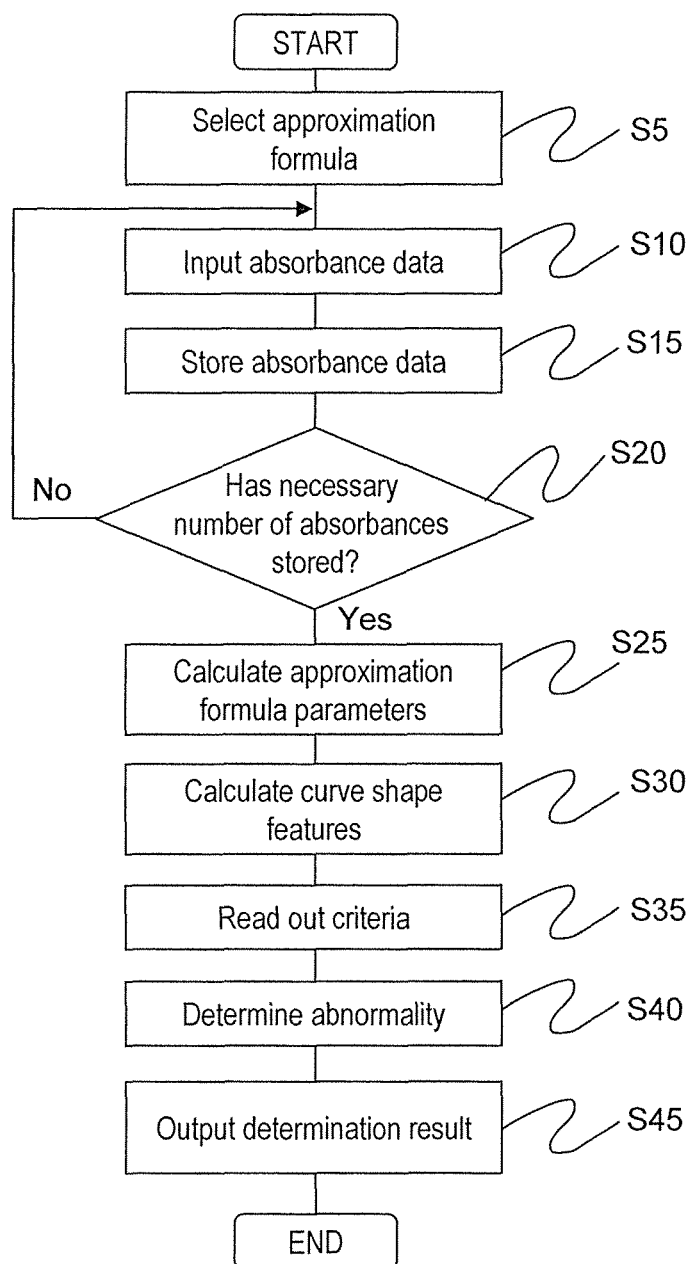 START
Select approximation
formula
S5
Input absorbance data
S10
Store absorbance data
S15
No
Has necessary
number of absorbances
stored?
S20
Yes
Calculate approximation
formula parameters
S25
Calculate curve shape
features
S30
Read out criteria
S35
Determine abnormality
S40
Output determination result
S45
END